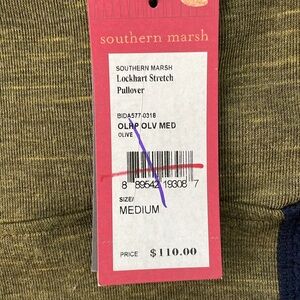 southern marsh
SOUTHERN MARSH
Lockhart Stretch
Pullover
BIDA577-0318
OLHP OLV MED
OLIVE
8 89542 19308 7
SIZE/
MEDIUM
PRICE $110.00